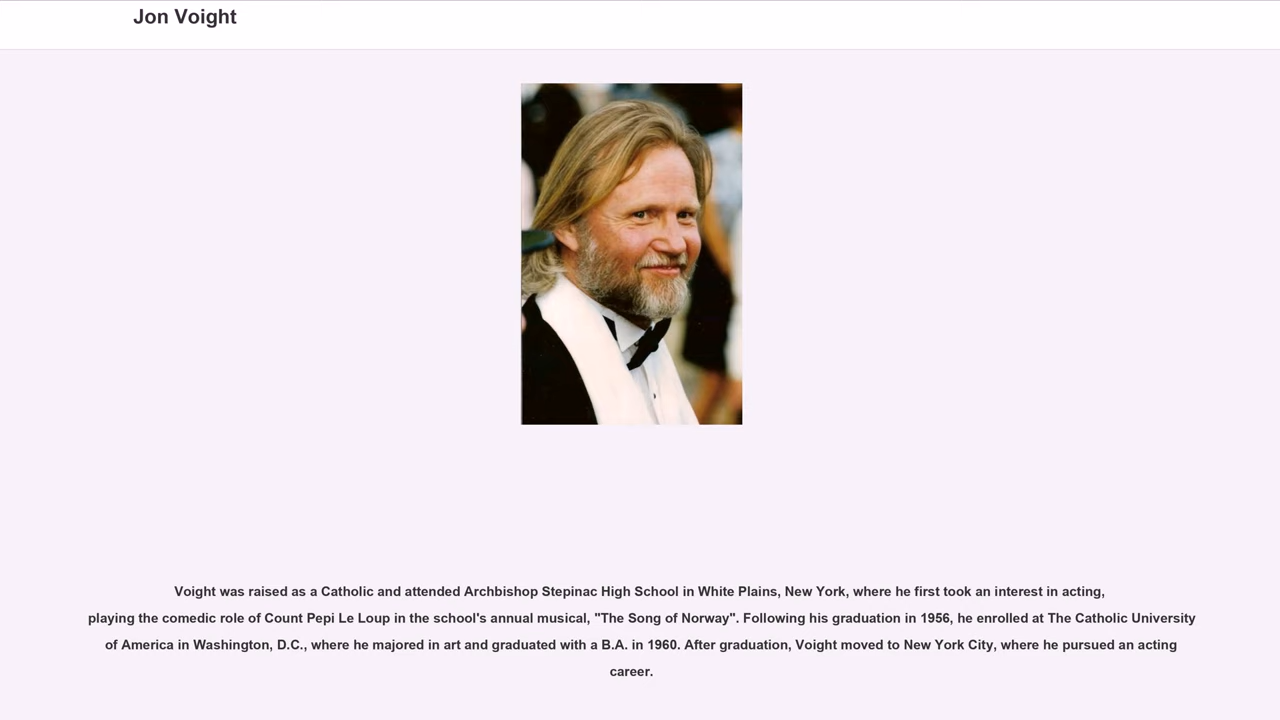 Jon Voight
Voight was raised as a Catholic and attended Archbishop Stepinac High School in White Plains, New York, where he first took an interest in acting,
playing the comedic role of Count Pepi Le Loup in the school's annual musical, "The Song of Norway". Following his graduation in 1956, he enrolled at The Catholic University
of America in Washington, D.C., where he majored in art and graduated with a B.A. in 1960. After graduation, Voight moved to New York City, where he pursued an acting
career.